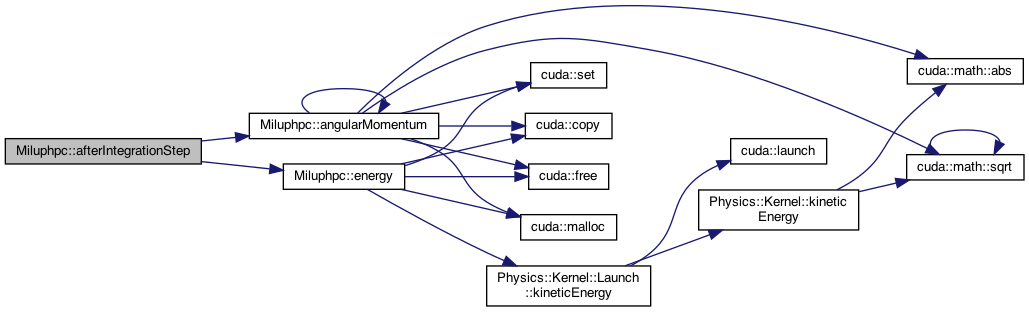 Miluphpc::afterIntegrationStep
Miluphpc::angularMomentum
Miluphpc::energy
cuda::set
cuda::copy
cuda::free
cuda::malloc
Physics::Kernel::Launch
::kineticEnergy
cuda::launch
Physics::Kernel::kinetic
Energy
cuda::math::abs
cuda::math::sqrt